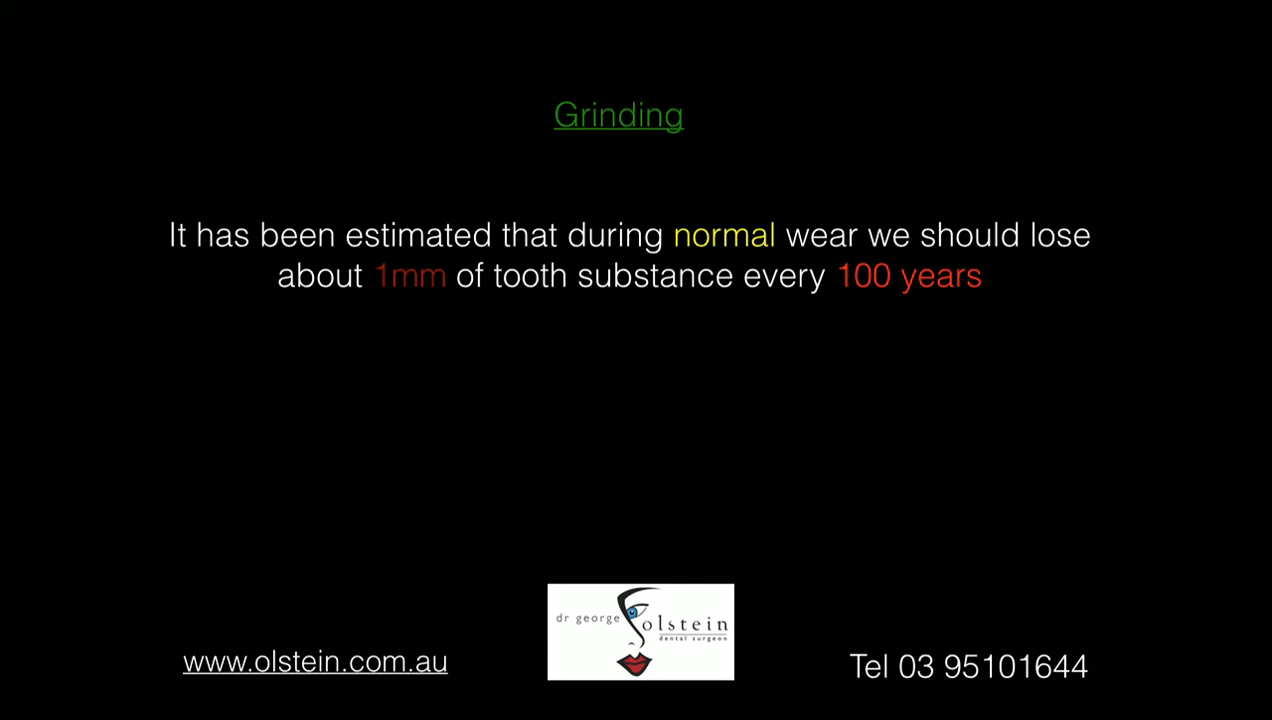 Grinding
It has been estimated that during normal wear we should lose
about 1mm of tooth substance every 100 years
dr george olstein
dental surgeon
www.olstein.com.au
Tel 03 95101644